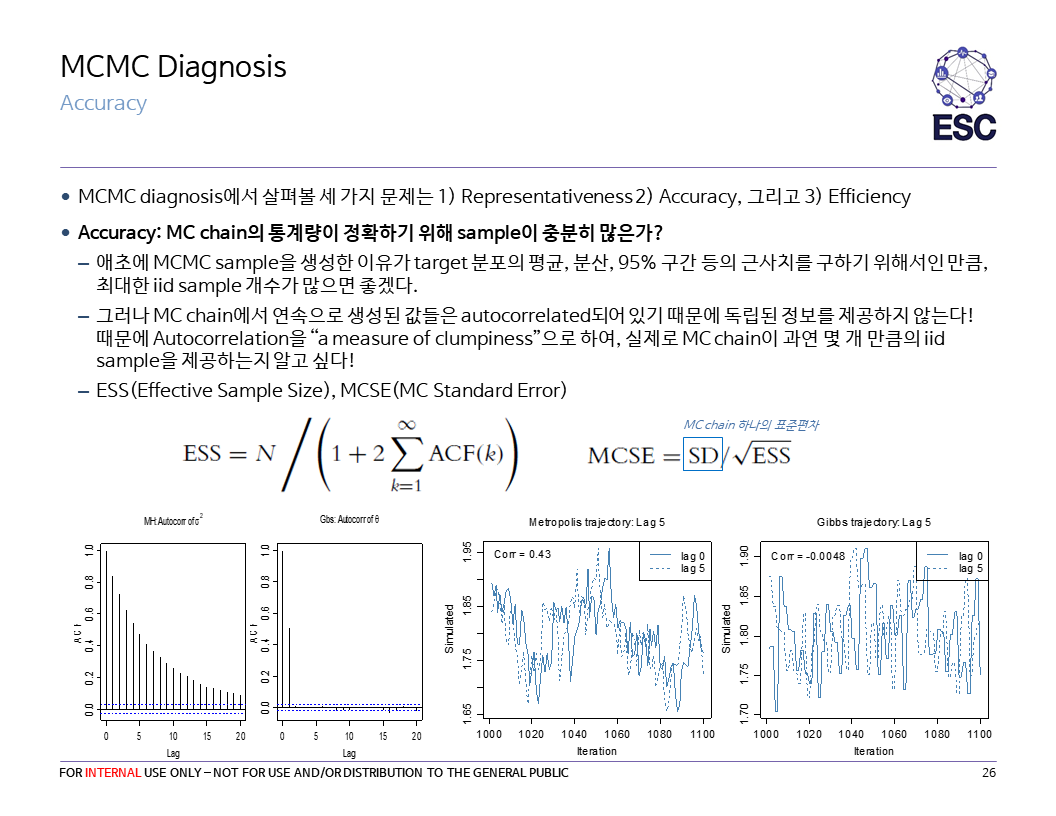 MCMC Diagnosis
Accuracy
ESC
• MCMC diagnosis에서 살펴볼 세 가지 문제는 1) Representativeness 2) Accuracy, 그리고 3) Efficiency
• Accuracy: MC chain의 통계량이 정확하기 위해 sample이 충분히 많은가?
– 애초에 MCMC sample을 생성한 이유가 target 분포의 평균, 분산, 95% 구간 등의 근사치를 구하기 위해서인 만큼,
최대한 iid sample 개수가 많으면 좋겠다.
– 그러나 MC chain에서 연속으로 생성된 값들은 autocorrelated되어 있기 때문에 독립된 정보를 제공하지 않는다!
때문에 Autocorrelation을 “a measure of clumpiness”으로 하여, 실제로 MC chain이 과연 몇 개 만큼의 iid
sample을 제공하는지 알고 싶다!
– ESS(Effective Sample Size), MCSE(MC Standard Error)
MC chain 하나의 표준편차
ESS = N / (1 + 2 ∑_{k=1}^{∞} ACF(k))
MCSE = SD/√ESS
MH:Autocorr of σ²
ACF
0.0 0.2 0.4 0.6 0.8 1.0
0 5 10 15 20
Lag
Gbs: Autocorr of θ
ACF
0.0 0.2 0.4 0.6 0.8 1.0
0 5 10 15 20
Lag
Metropolis trajectory: Lag 5
Corr = 0.43
lag 0
lag 5
Simulated
1.65 1.75 1.85 1.95
1000 1020 1040 1060 1080 1100
Iteration
Gibbs trajectory: Lag 5
Corr = -0.0048
lag 0
lag 5
Simulated
1.70 1.75 1.80 1.85 1.90
1000 1020 1040 1060 1080 1100
Iteration
FOR INTERNAL USE ONLY – NOT FOR USE AND/OR DISTRIBUTION TO THE GENERAL PUBLIC
26